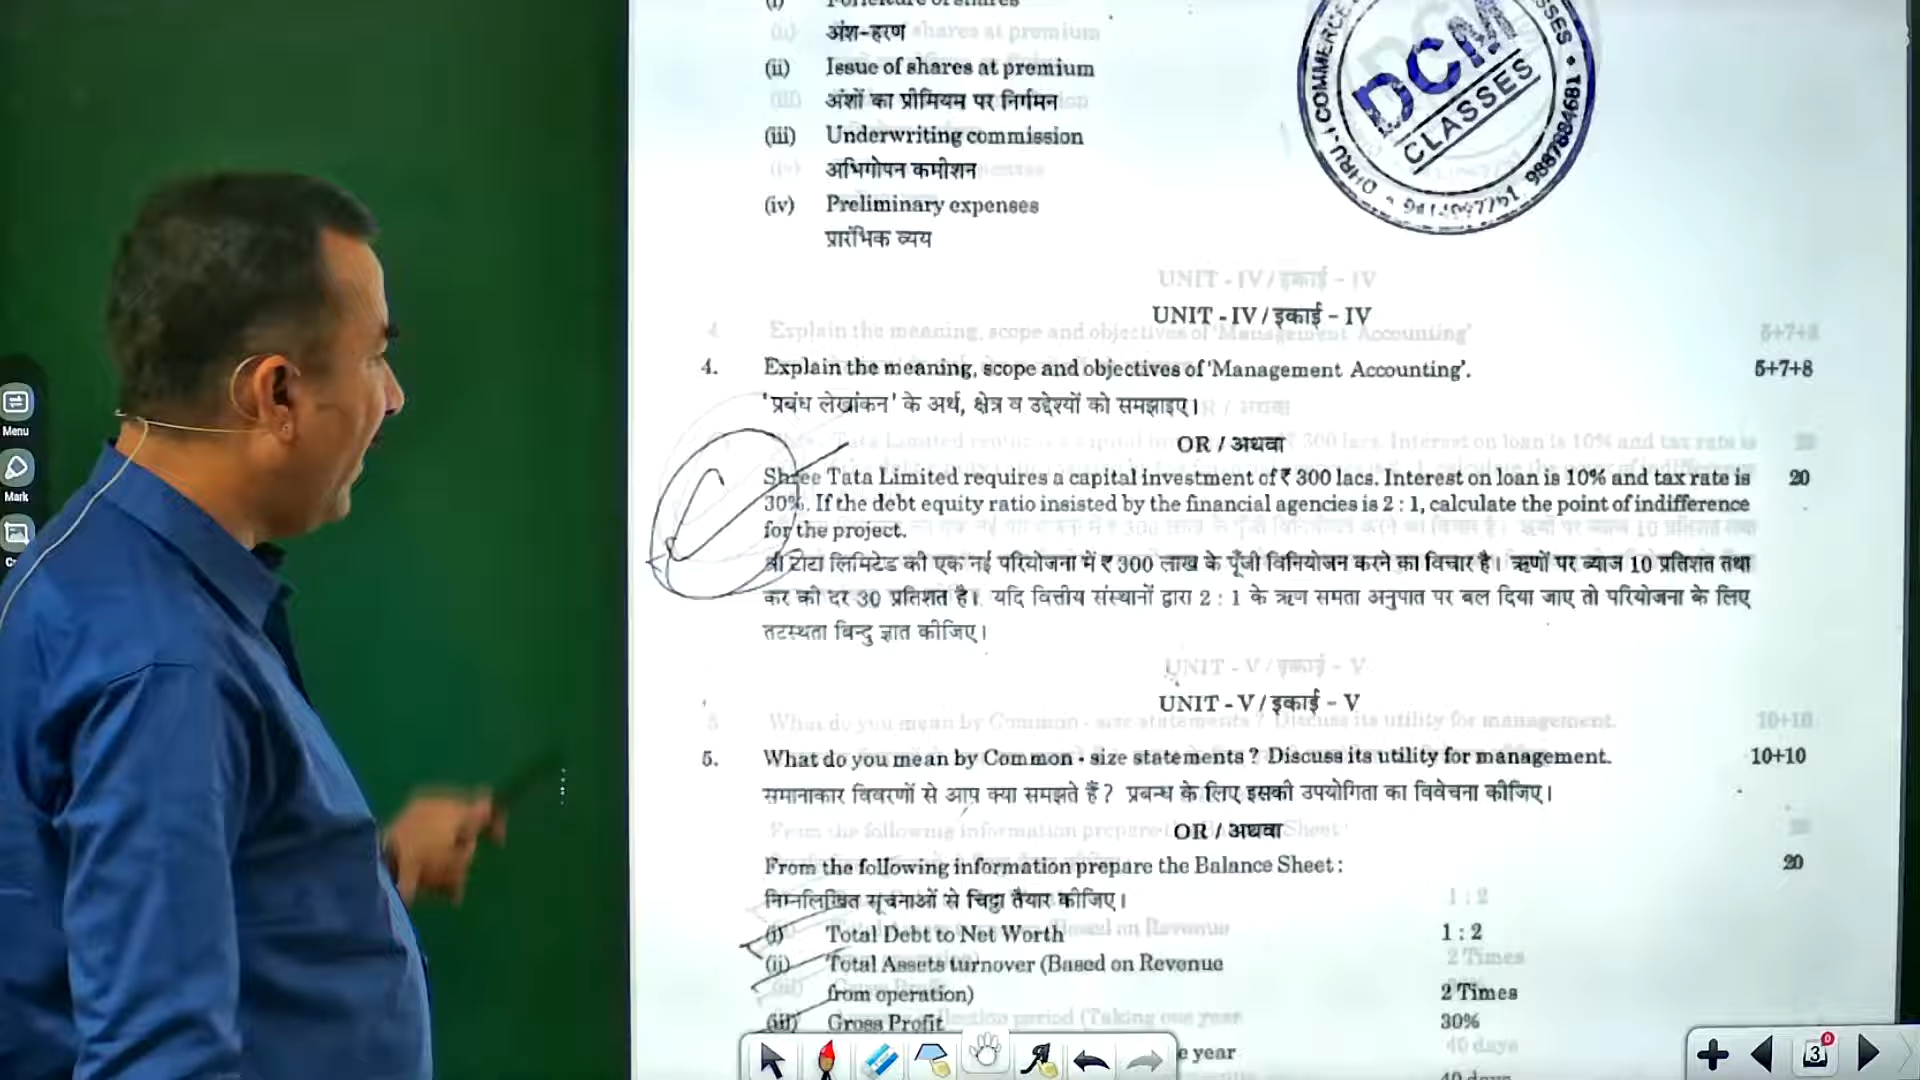 अंश-हरण
(ii) Issue of shares at premium
अंशों का प्रीमियम पर निर्गमन
(iii) Underwriting commission
अभिगोपन कमीशन
(iv) Preliminary expenses
प्रारंभिक व्यय
DCM
CLASSES
9887884681
UNIT - IV / इकाई - IV
4. Explain the meaning, scope and objectives of 'Management Accounting'. 5+7+8
'प्रबंध लेखांकन' के अर्थ, क्षेत्र व उद्देश्यों को समझाइए।
OR / अथवा
Shree Tata Limited requires a capital investment of ₹ 300 lacs. Interest on loan is 10% and tax rate is 20
30%. If the debt equity ratio insisted by the financial agencies is 2 : 1, calculate the point of indifference
for the project.
श्री टाटा लिमिटेड की एक नई परियोजना में ₹ 300 लाख के पूँजी विनियोजन करने का विचार है। ऋणों पर ब्याज 10 प्रतिशत तथा
कर की दर 30 प्रतिशत है। यदि वित्तीय संस्थानों द्वारा 2 : 1 के ऋण समता अनुपात पर बल दिया जाए तो परियोजना के लिए
तटस्थता बिन्दु ज्ञात कीजिए।
UNIT - V / इकाई - V
5. What do you mean by Common - size statements ? Discuss its utility for management. 10+10
समानाकार विवरणों से आप क्या समझते हैं ? प्रबन्ध के लिए इसकी उपयोगिता का विवेचना कीजिए।
OR / अथवा
From the following information prepare the Balance Sheet : 20
निम्नलिखित सूचनाओं से चिट्ठा तैयार कीजिए।
(i) Total Debt to Net Worth 1 : 2
(ii) Total Assets turnover (Based on Revenue
from operation) 2 Times
(iii) Gross Profit 30%
e year
40 days
Menu
Mark
3
0